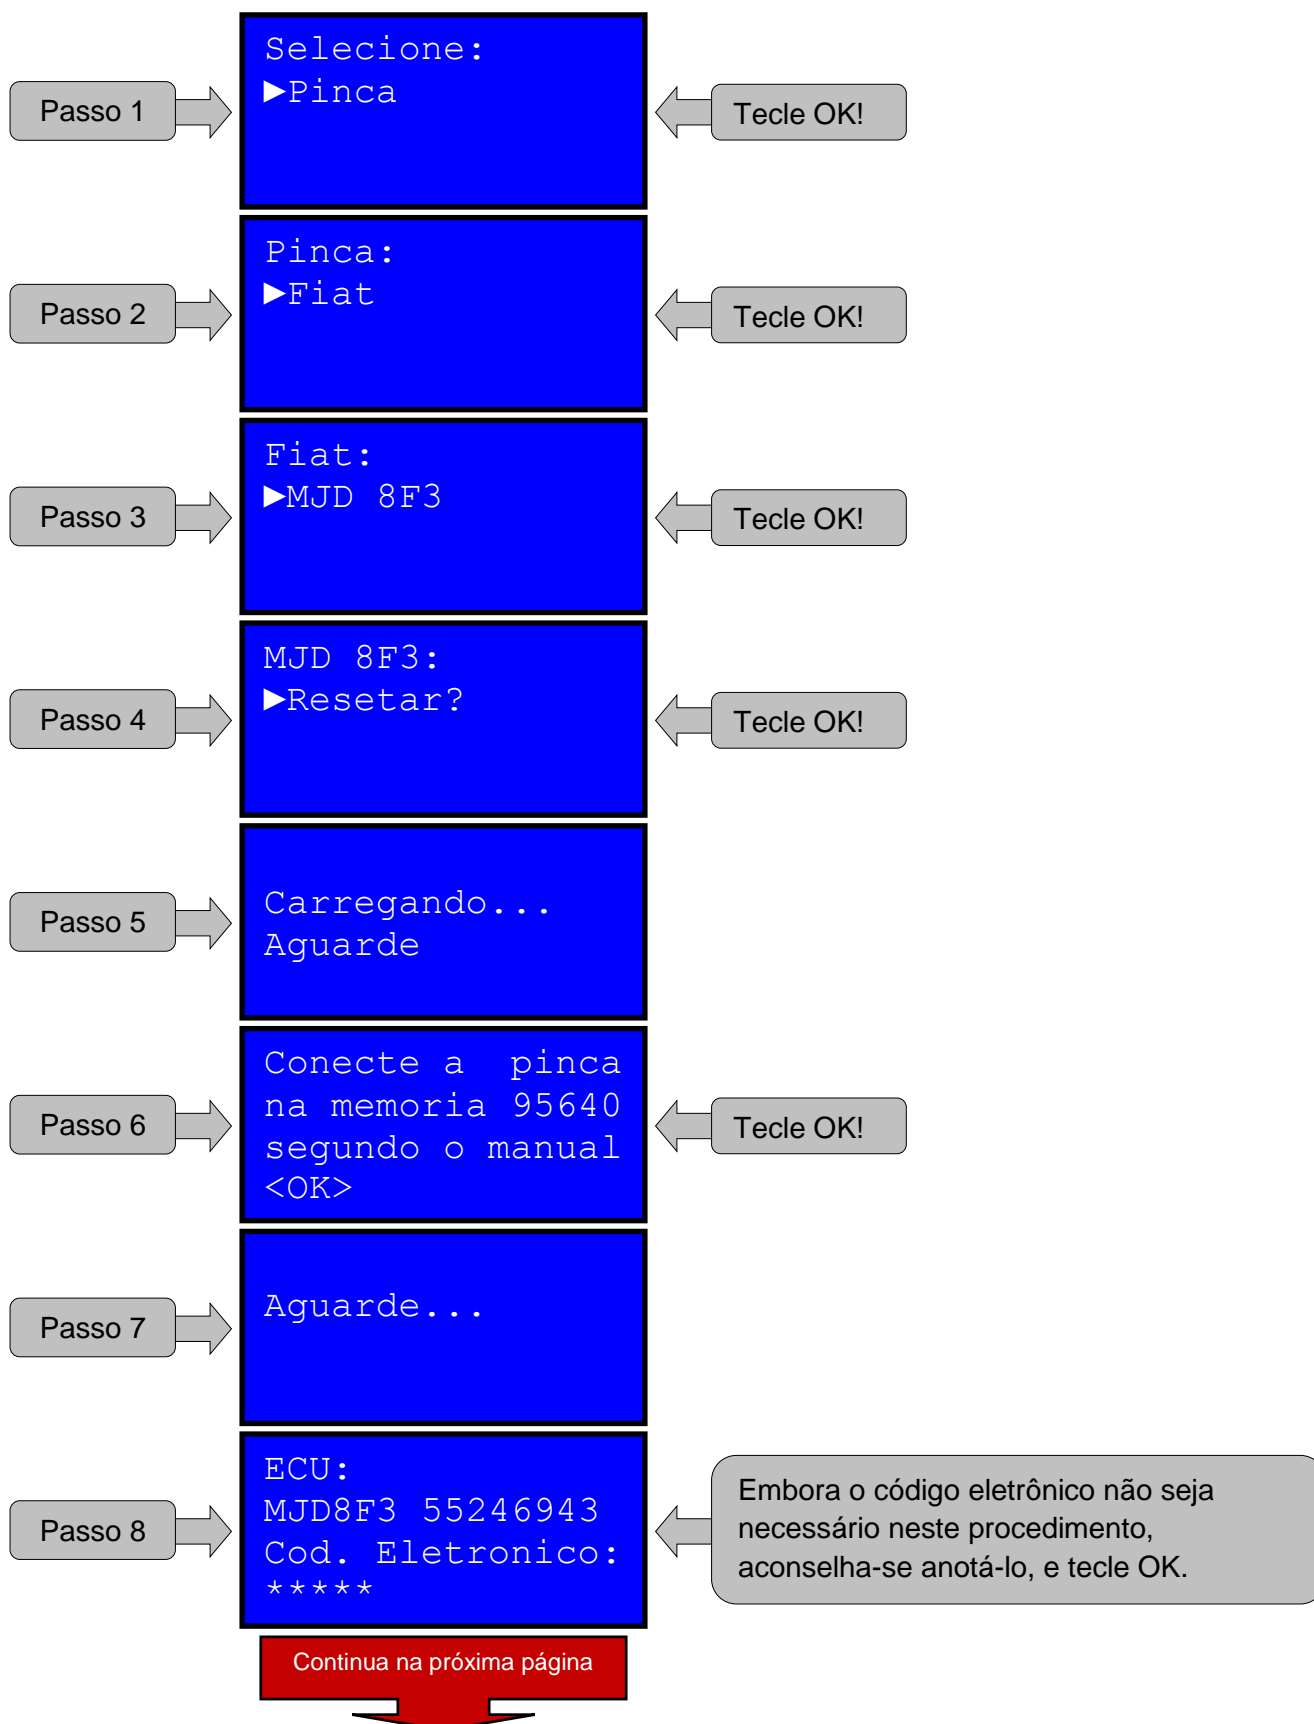 Selecione:
►Pinca
Passo 1
Tecle OK!
Pinca:
►Fiat
Passo 2
Tecle OK!
Fiat:
►MJD 8F3
Passo 3
Tecle OK!
MJD 8F3:
►Resetar?
Passo 4
Tecle OK!
Carregando...
Aguarde
Passo 5
Conecte a  pinca
na memoria 95640
segundo o manual
<OK>
Passo 6
Tecle OK!
Aguarde...
Passo 7
ECU:
MJD8F3 55246943
Cod. Eletronico:
*****
Passo 8
Embora o código eletrônico não seja
necessário neste procedimento,
aconselha-se anotá-lo, e tecle OK.
Continua na próxima página